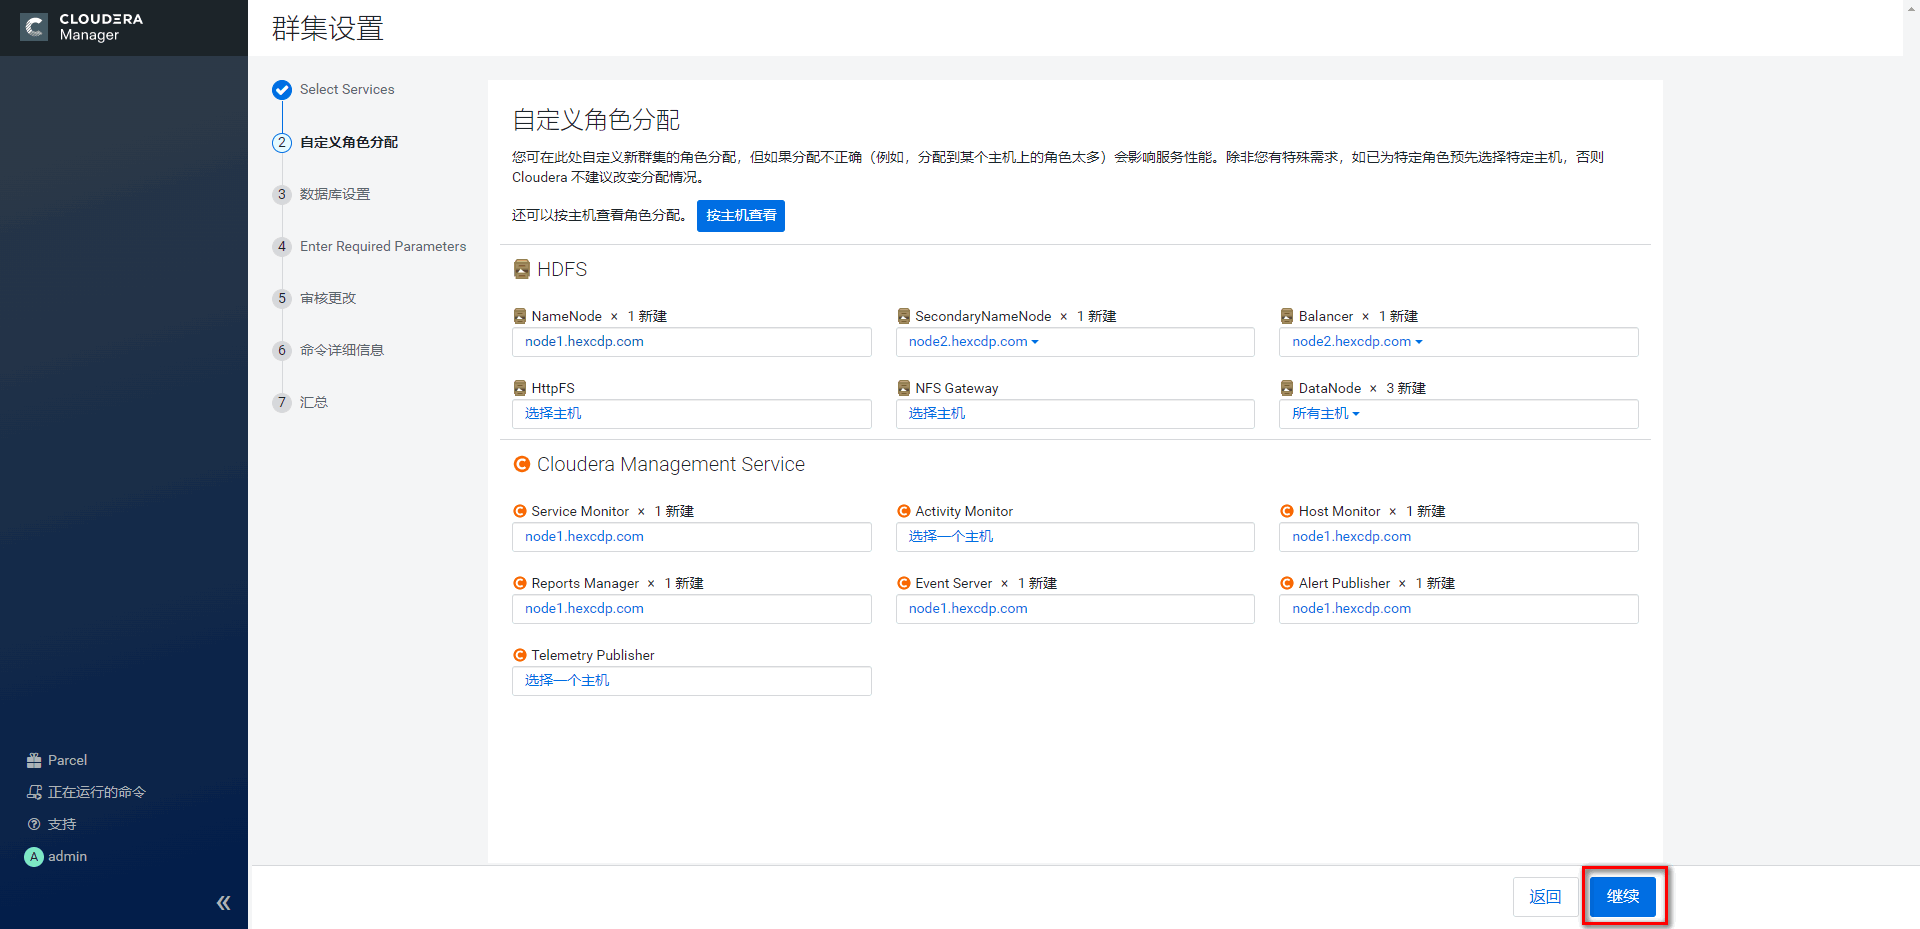 CLOUDERA
Manager
群集设置
Select Services
2 自定义角色分配
3 数据库设置
4 Enter Required Parameters
5 审核更改
6 命令详细信息
7 汇总
自定义角色分配
您可在此处自定义新群集的角色分配，但如果分配不正确（例如，分配到某个主机上的角色太多）会影响服务性能。除非您有特殊需求，如已为特定角色预先选择特定主机，否则
Cloudera 不建议改变分配情况。
还可以按主机查看角色分配。 按主机查看
HDFS
NameNode × 1 新建 SecondaryNameNode × 1 新建 Balancer × 1 新建
node1.hexcdp.com node2.hexcdp.com node2.hexcdp.com
HttpFS NFS Gateway DataNode × 3 新建
选择主机 选择主机 所有主机
Cloudera Management Service
Service Monitor × 1 新建 Activity Monitor Host Monitor × 1 新建
node1.hexcdp.com 选择一个主机 node1.hexcdp.com
Reports Manager × 1 新建 Event Server × 1 新建 Alert Publisher × 1 新建
node1.hexcdp.com node1.hexcdp.com node1.hexcdp.com
Telemetry Publisher
选择一个主机
Parcel
正在运行的命令
支持
A admin
返回 继续